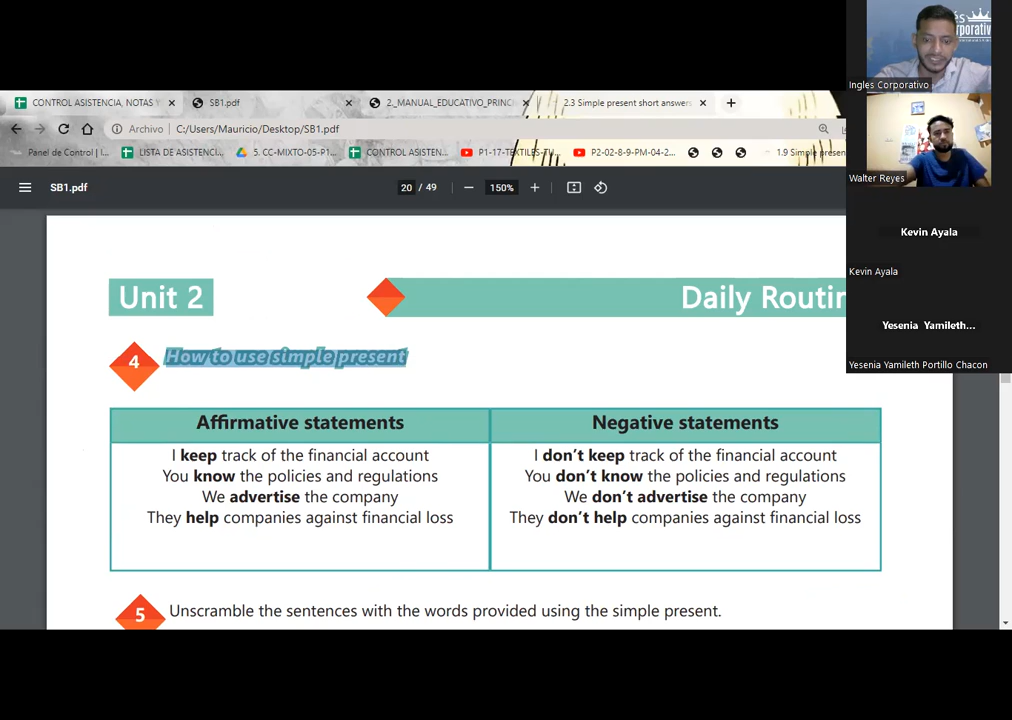 CONTROL ASISTENCIA, NOTAS Y
SB1.pdf
2._MANUAL_EDUCATIVO_PRINC
2.3 Simple present short answers
Archivo
C:/Users/Mauricio/Desktop/SB1.pdf
Panel de Control | I...
LISTA DE ASISTENCI...
5. CC-MIXTO-05-P1...
CONTROL ASISTEN...
P1-17-TEXTILES-TU...
P2-02-8-9-PM-04-2...
1.9 Simple presen
SB1.pdf
20 / 49
150%
Unit 2
Daily Routin
4
How to use simple present
Affirmative statements
I keep track of the financial account
You know the policies and regulations
We advertise the company
They help companies against financial loss
Negative statements
I don't keep track of the financial account
You don't know the policies and regulations
We don't advertise the company
They don't help companies against financial loss
5
Unscramble the sentences with the words provided using the simple present.
Ingles Corporativo
Walter Reyes
Kevin Ayala
Kevin Ayala
Yesenia Yamileth...
Yesenia Yamileth Portillo Chacon